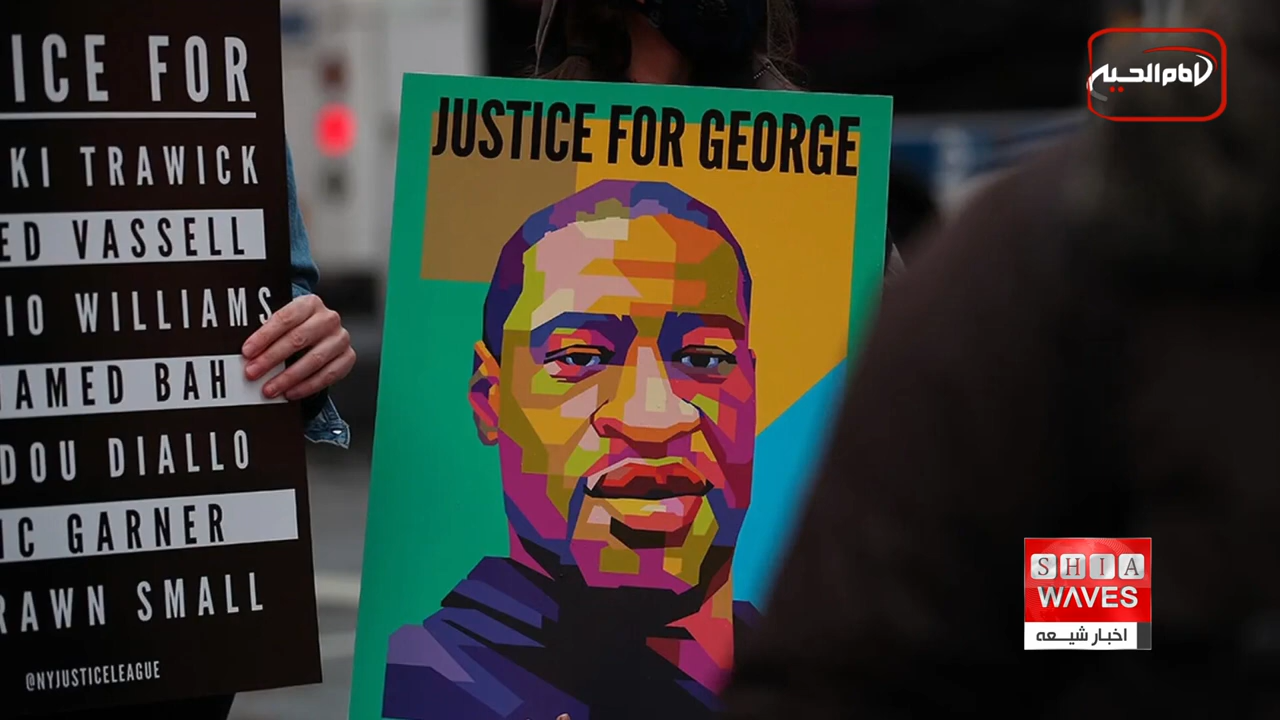 ICE FOR
KI TRAWICK
ED VASSELL
IO WILLIAMS
AMED BAH
DOU DIALLO
IC GARNER
RAWN SMALL
@NYJUSTICELEAGUE
JUSTICE FOR GEORGE
SHIA
WAVES
اخبار شیعه